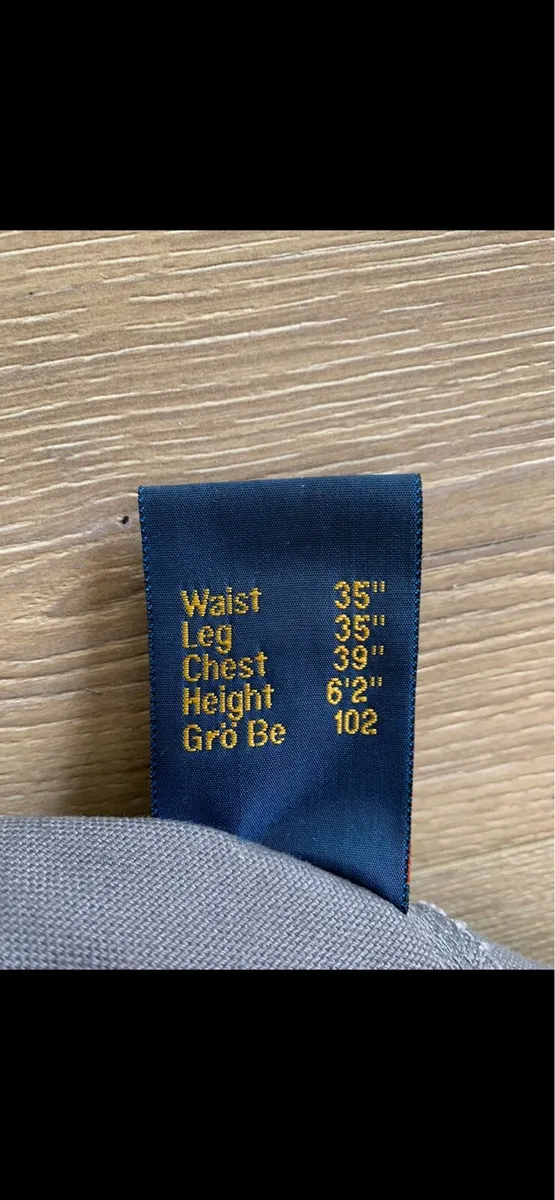 Waist 35"
Leg 35"
Chest 39"
Height 6'2"
Grö Be 102